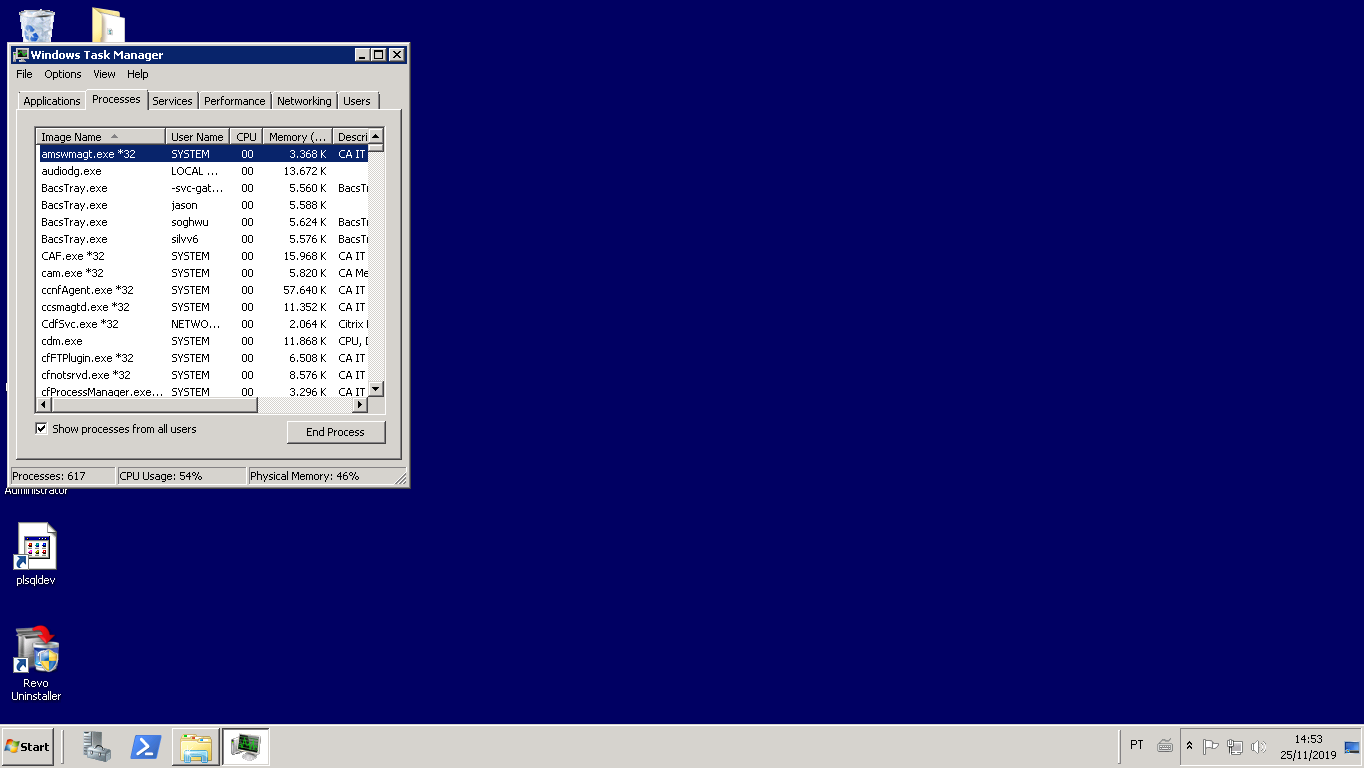 Windows Task Manager
File Options View Help
Applications Processes Services Performance Networking Users
Image Name User Name CPU Memory (... Descri
amswmagt.exe *32 SYSTEM 00 3.368 K CA IT
audiodg.exe LOCAL ... 00 13.672 K
BacsTray.exe -svc-gat... 00 5.560 K BacsTr
BacsTray.exe jason 00 5.588 K
BacsTray.exe soghwu 00 5.624 K BacsTr
BacsTray.exe silvv6 00 5.576 K BacsTr
CAF.exe *32 SYSTEM 00 15.968 K CA IT
cam.exe *32 SYSTEM 00 5.820 K CA Me
ccnfAgent.exe *32 SYSTEM 00 57.640 K CA IT
ccsmagtd.exe *32 SYSTEM 00 11.352 K CA IT
CdfSvc.exe *32 NETWO... 00 2.064 K Citrix
cdm.exe SYSTEM 00 11.868 K CPU,
cfFTPlugin.exe *32 SYSTEM 00 6.508 K CA IT
cfnotsrvd.exe *32 SYSTEM 00 8.576 K CA IT
cfProcessManager.exe... SYSTEM 00 3.296 K CA IT
Show processes from all users
End Process
Processes: 617 CPU Usage: 54% Physical Memory: 46%
Administrator
plsqldev
Revo
Uninstaller
Start
PT
14:53
25/11/2019